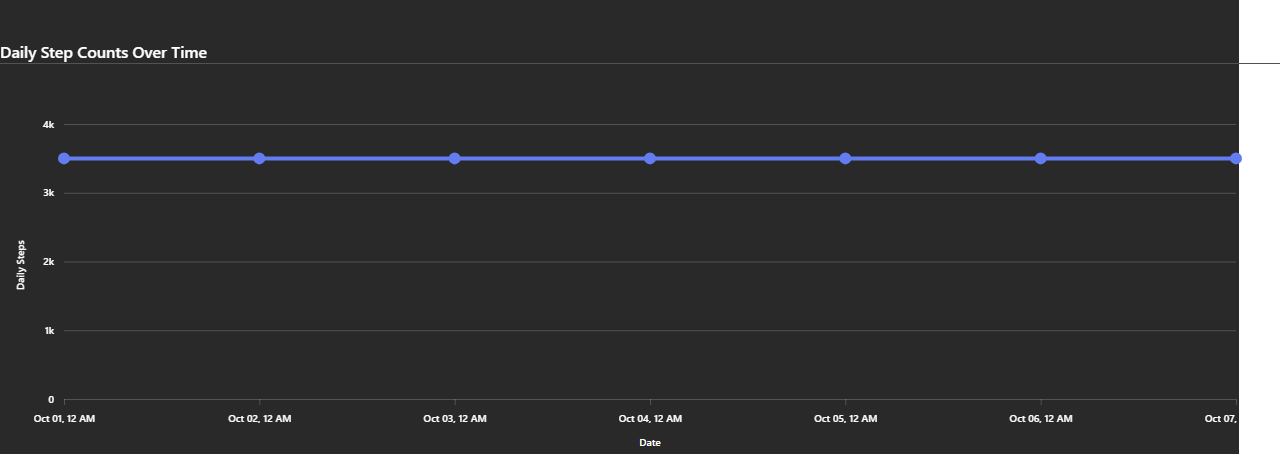 Daily Step Counts Over Time
4k
3k
2k
1k
0
Daily Steps
Oct 01, 12 AM Oct 02, 12 AM Oct 03, 12 AM Oct 04, 12 AM Oct 05, 12 AM Oct 06, 12 AM Oct 07,
Date